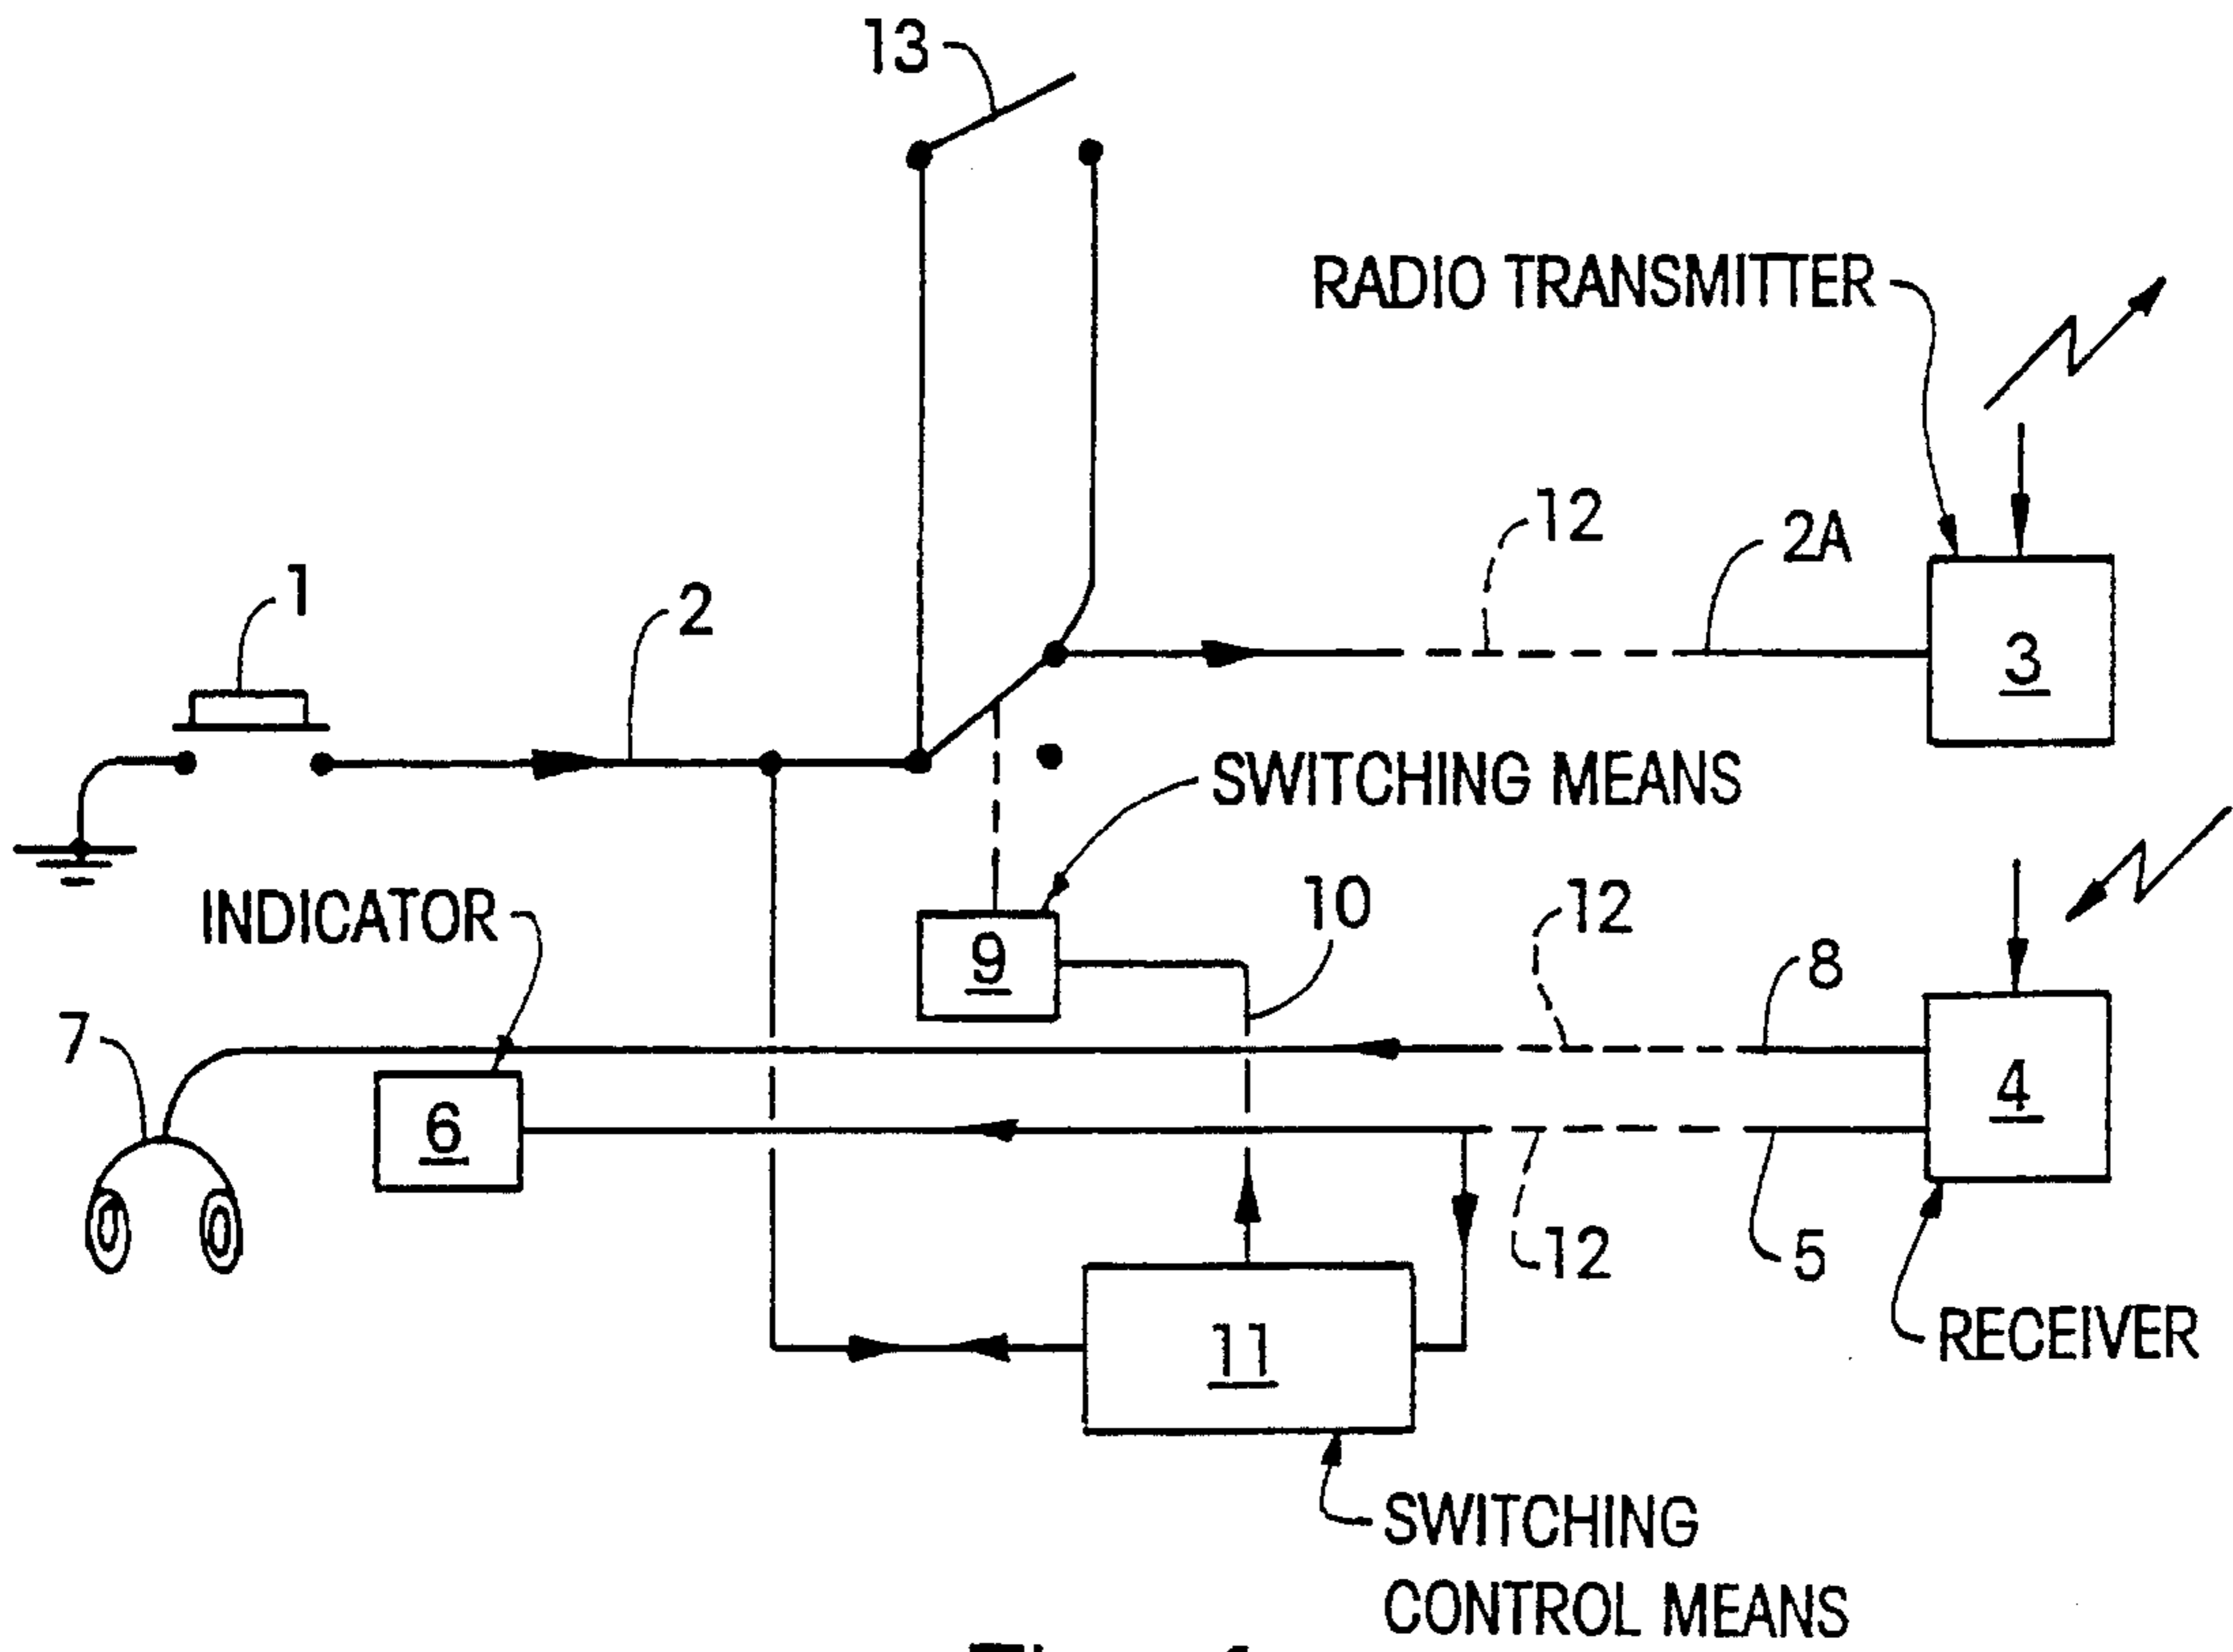 13
RADIO TRANSMITTER
12
2A
1
2
3
SWITCHING MEANS
INDICATOR
10
12
8
9
7
4
6
12
5
11
RECEIVER
SWITCHING
CONTROL MEANS